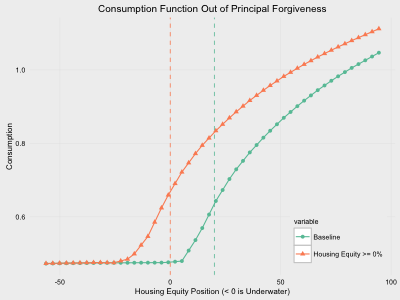 Consumption Function Out of Principal Forgiveness
1.0
0.8
0.6
Consumption
-50
0
50
100
Housing Equity Position (< 0 is Underwater)
variable
Baseline
Housing Equity >= 0%